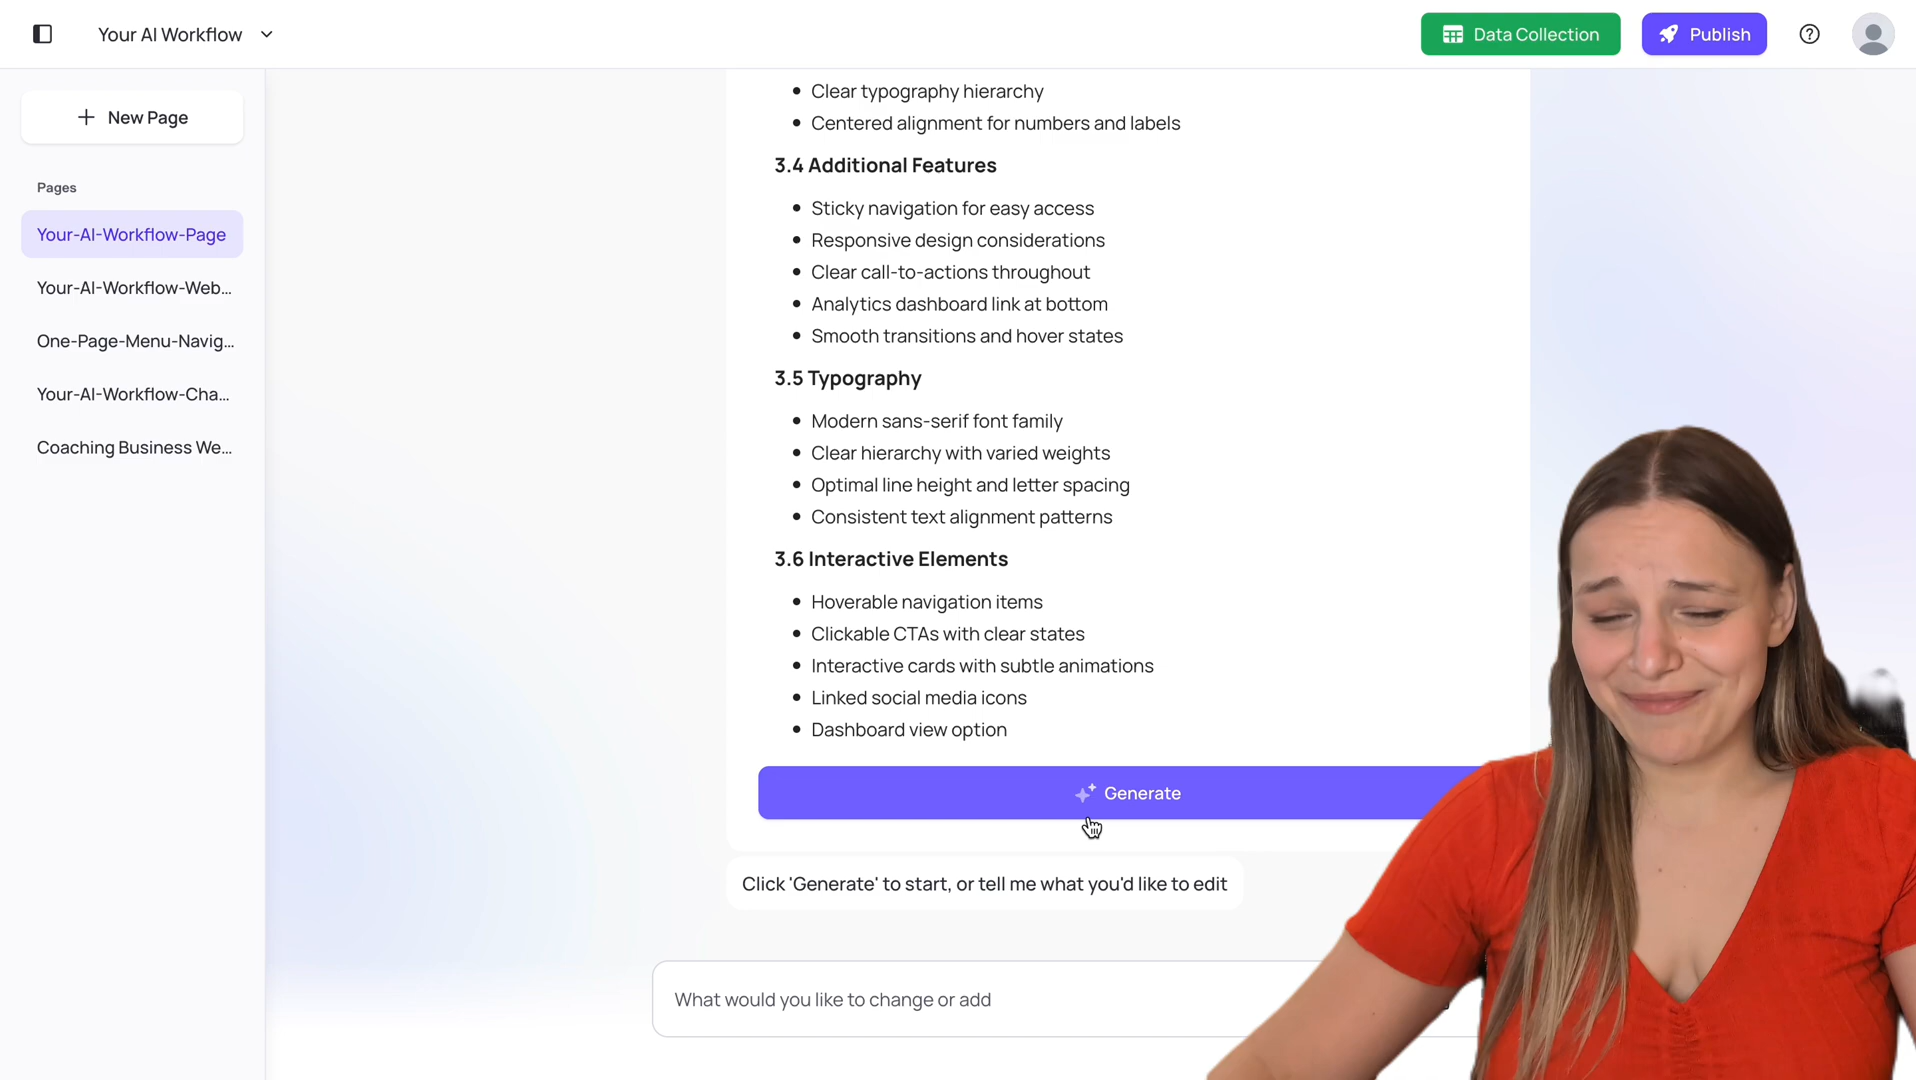 Your AI Workflow
Data Collection
Publish
New Page
Pages
Your-AI-Workflow-Page
Your-AI-Workflow-Web...
One-Page-Menu-Navig...
Your-AI-Workflow-Cha...
Coaching Business We...
• Clear typography hierarchy
• Centered alignment for numbers and labels
3.4 Additional Features
• Sticky navigation for easy access
• Responsive design considerations
• Clear call-to-actions throughout
• Analytics dashboard link at bottom
• Smooth transitions and hover states
3.5 Typography
• Modern sans-serif font family
• Clear hierarchy with varied weights
• Optimal line height and letter spacing
• Consistent text alignment patterns
3.6 Interactive Elements
• Hoverable navigation items
• Clickable CTAs with clear states
• Interactive cards with subtle animations
• Linked social media icons
• Dashboard view option
Generate
Click 'Generate' to start, or tell me what you'd like to edit
What would you like to change or add